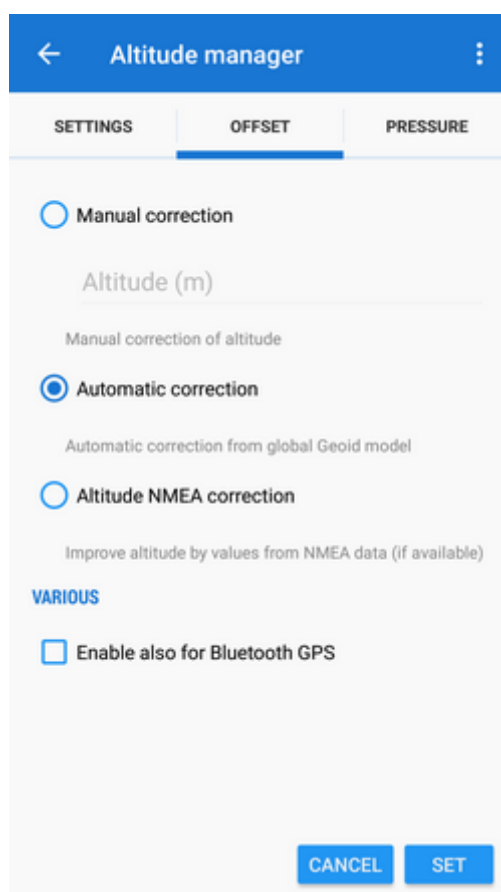 Altitude manager
SETTINGS OFFSET PRESSURE
Manual correction
Altitude (m)
Manual correction of altitude
Automatic correction
Automatic correction from global Geoid model
Altitude NMEA correction
Improve altitude by values from NMEA data (if available)
VARIOUS
Enable also for Bluetooth GPS
CANCEL SET